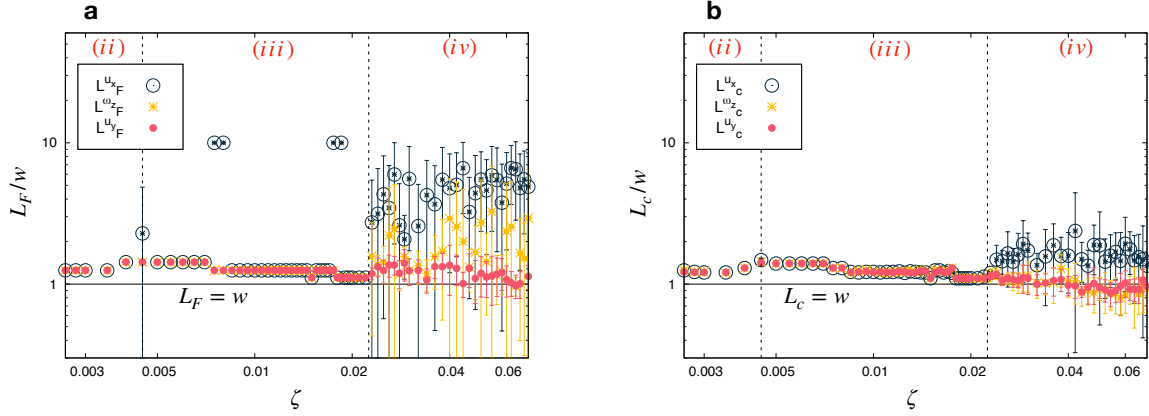 a
(ii) (iii) (iv)
L^{u_x}_F
L^{ω_z}_F
L^{u_y}_F
10
1
L_F/w
L_F = w
0.003 0.005 0.01 0.02 0.04 0.06
ζ
b
(ii) (iii) (iv)
L^{u_x}_c
L^{ω_z}_c
L^{u_y}_c
10
1
L_c/w
L_c = w
0.003 0.005 0.01 0.02 0.04 0.06
ζ